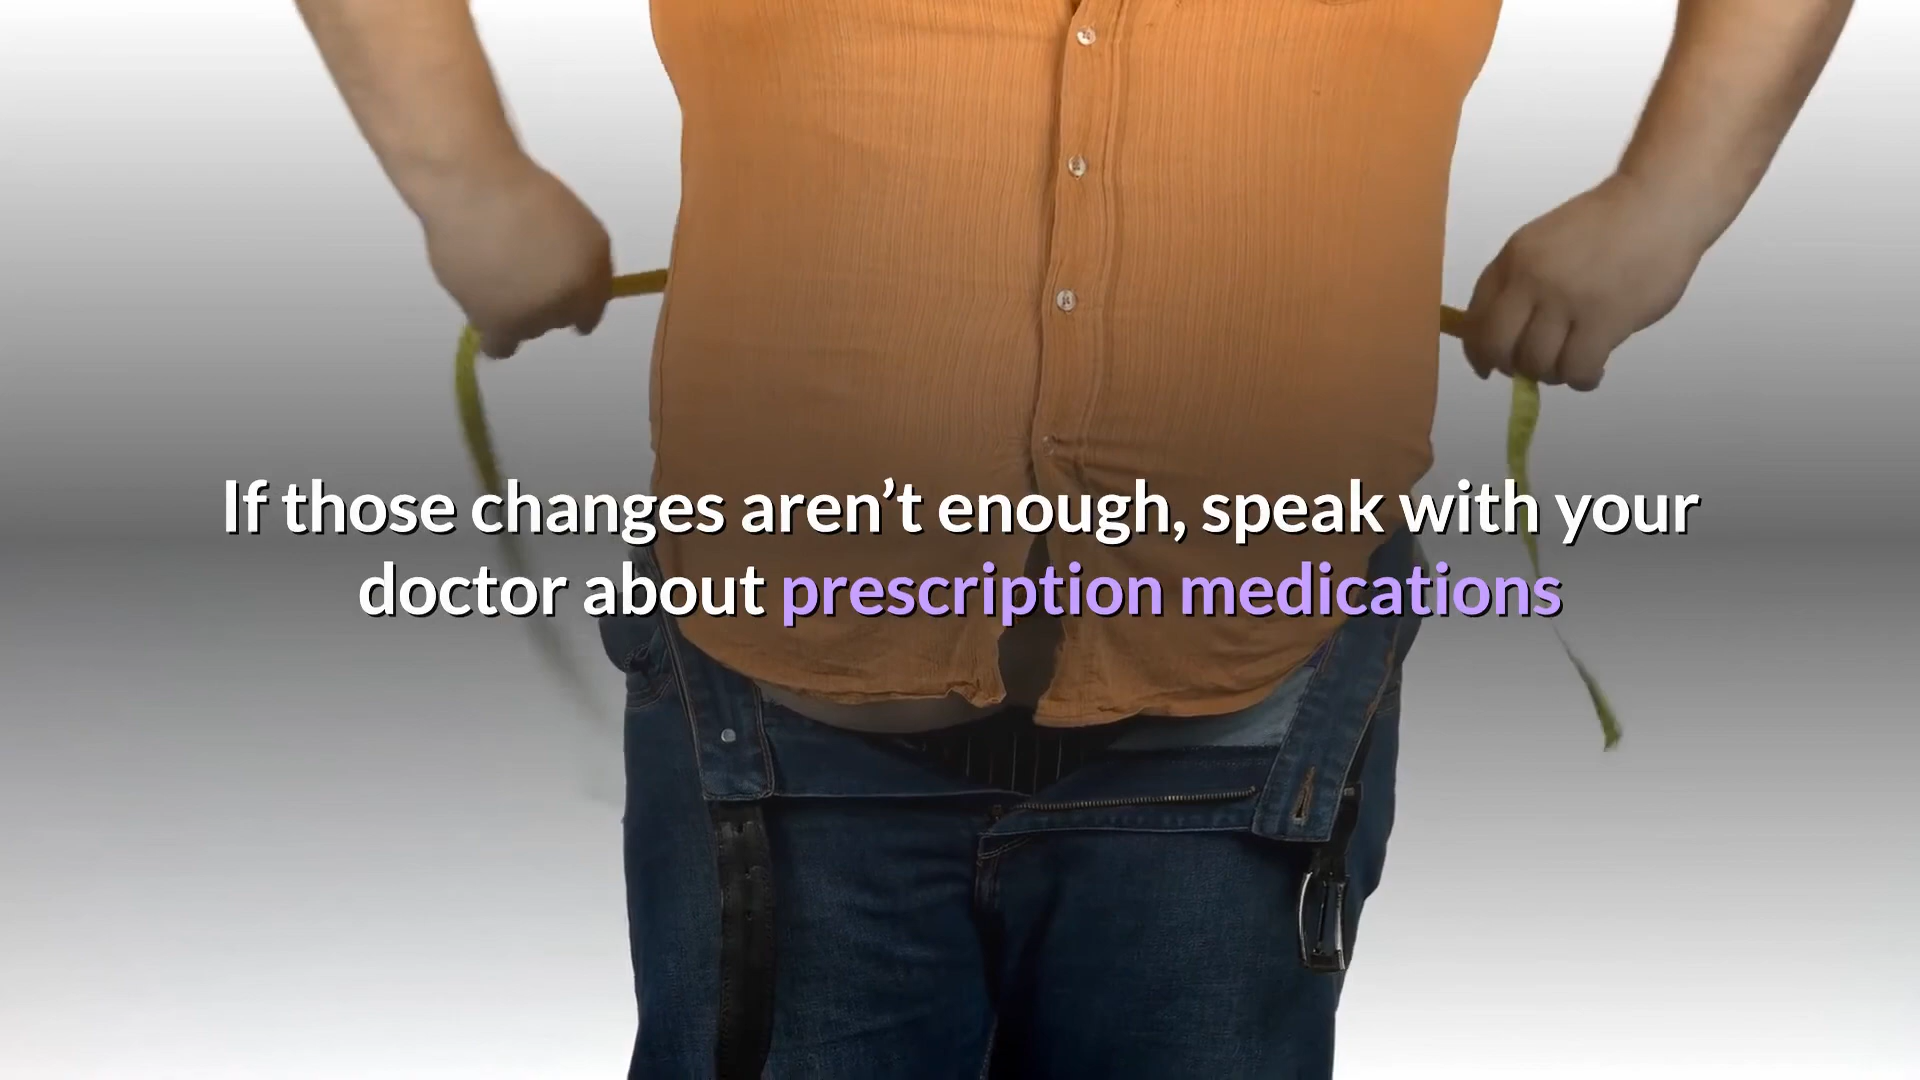 If those changes aren’t enough, speak with your
doctor about prescription medications